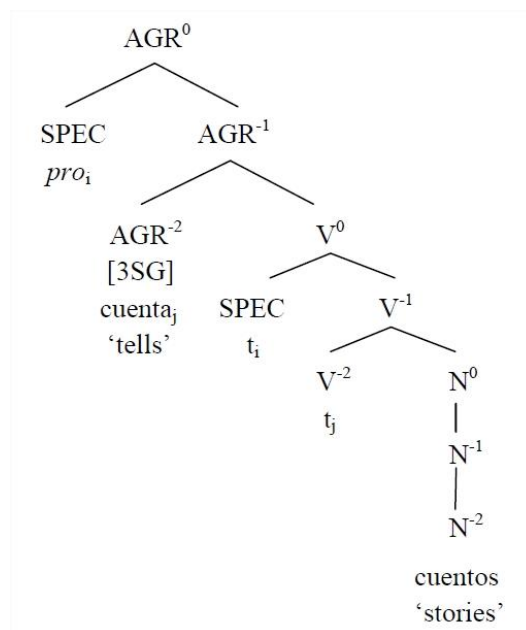 AGR⁰
SPEC AGR⁻¹
proᵢ
AGR⁻² V⁰
[3SG]
cuentaⱼ SPEC V⁻¹
‘tells’ tᵢ
V⁻² N⁰
tⱼ
N⁻¹
N⁻²
cuentos
‘stories’